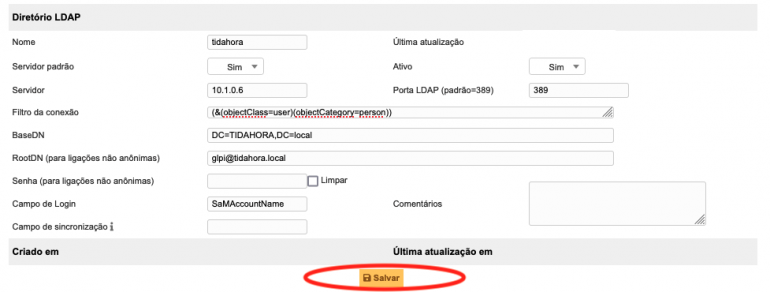 Diretório LDAP
Nome tidahora Última atualização
Servidor padrão Sim Ativo Sim
Servidor 10.1.0.6 Porta LDAP (padrão=389) 389
Filtro da conexão (&(objectClass=user)(objectCategory=person))
BaseDN DC=TIDAHORA,DC=local
RootDN (para ligações não anônimas) glpi@tidahora.local
Senha (para ligações não anônimas) Limpar
Campo de Login SaMAccountName Comentários
Campo de sincronização i
Criado em Última atualização em
Salvar